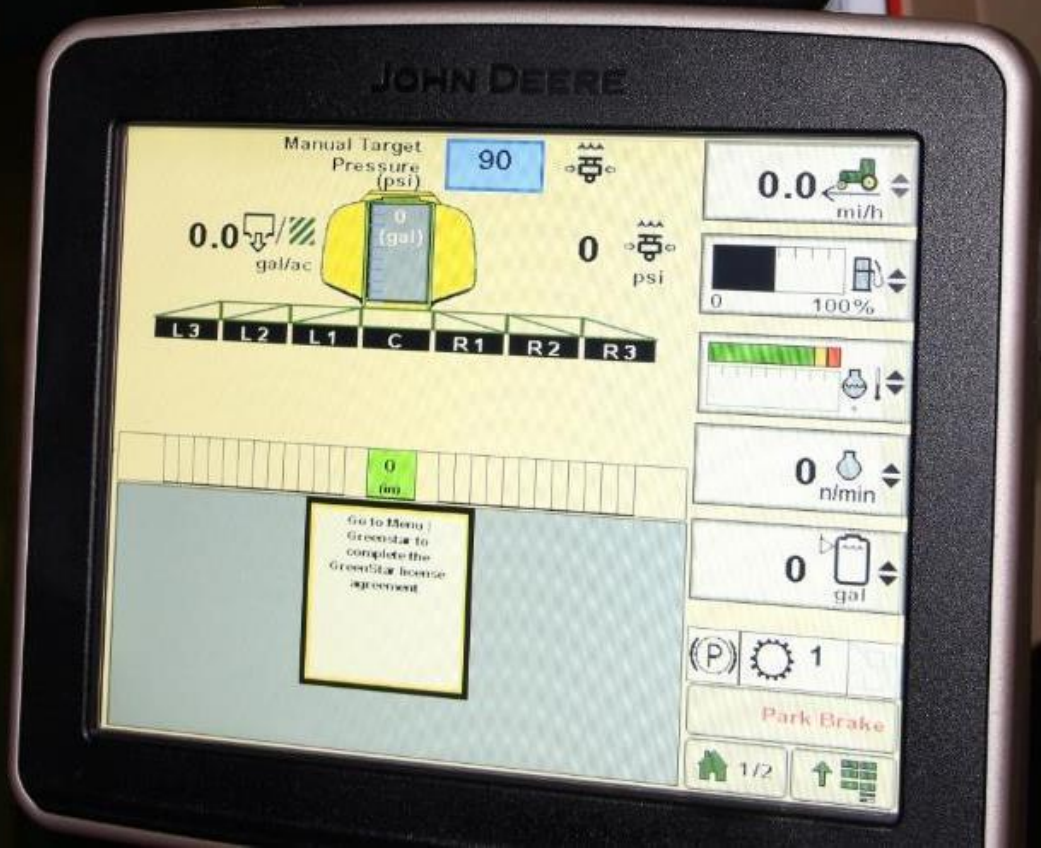 JOHN DEERE
Manual Target
Pressure
(psi)
90
0.0
mi/h
0
(gal)
0.0
/
gal/ac
0
psi
0
100%
L3 L2 L1 C R1 R2 R3
0
(in)
0
n/min
Go to Menu |
Greenstar to
complete the
GreenStar license
agreement
0
gal
(P)
1
Park Brake
1/2